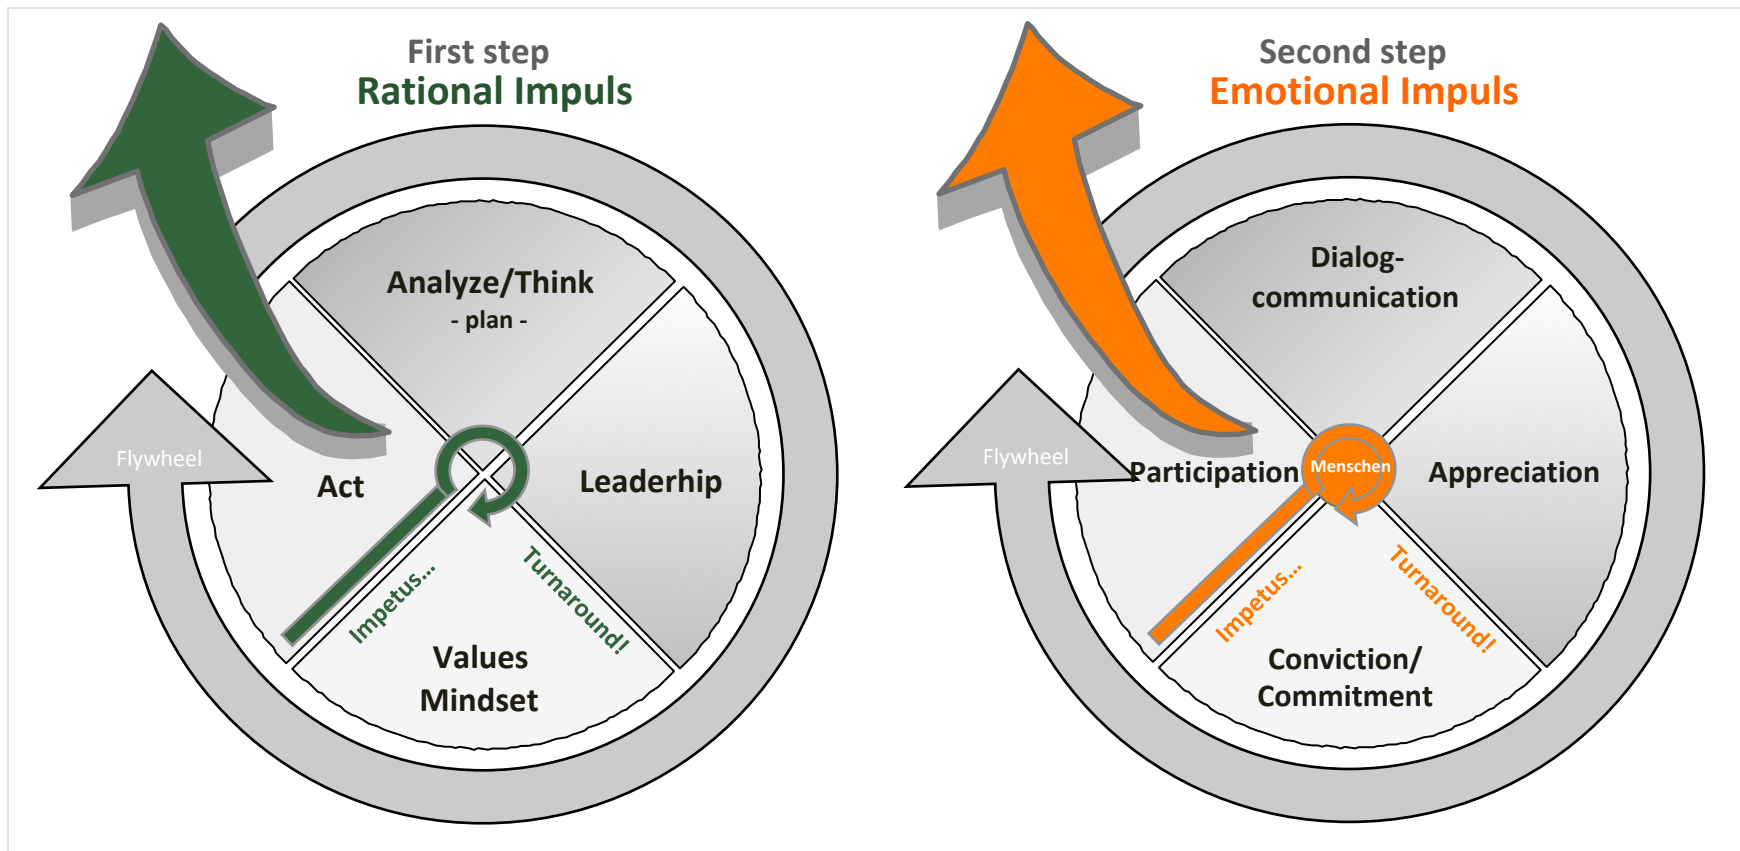 First step
Rational Impuls
Analyze/Think
- plan -
Flywheel
Act
Leaderhip
Impetus...
Turnaround!
Values
Mindset
Second step
Emotional Impuls
Dialog-
communication
Flywheel
Participation
Menschen
Appreciation
Impetus...
Turnaround!
Conviction/
Commitment